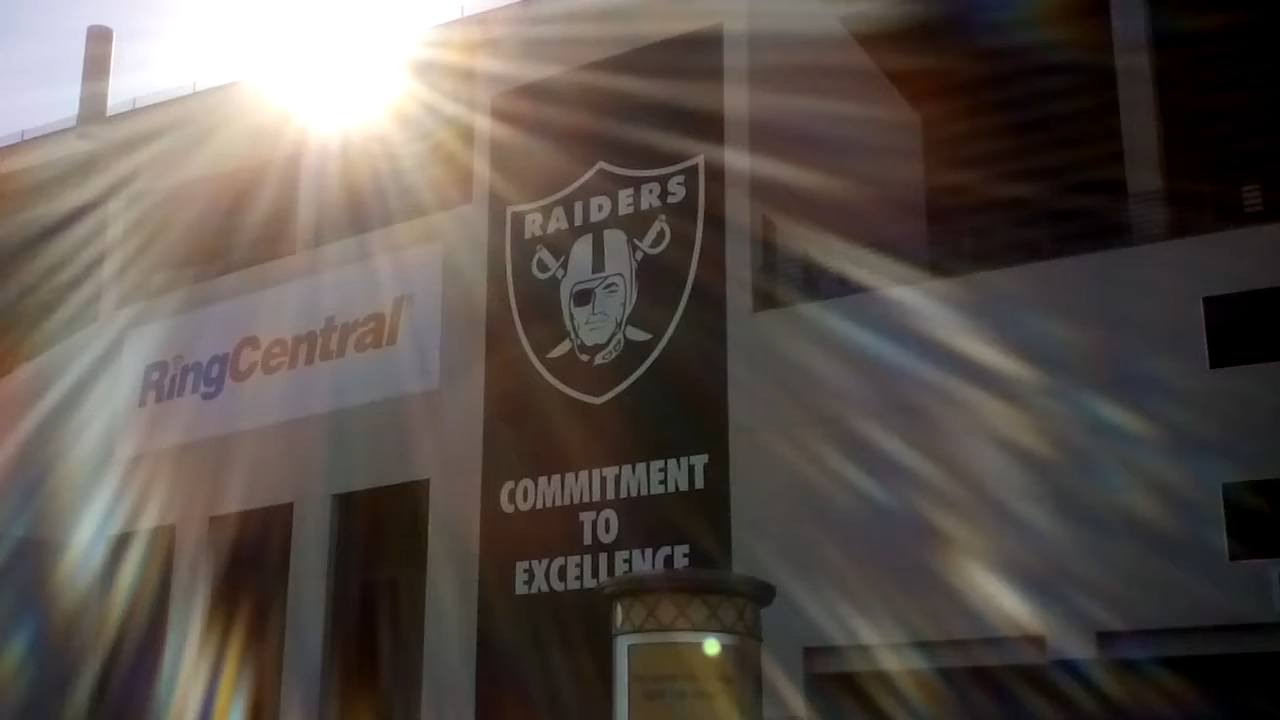 RAIDERS
RingCentral
COMMITMENT
TO
EXCELLENCE